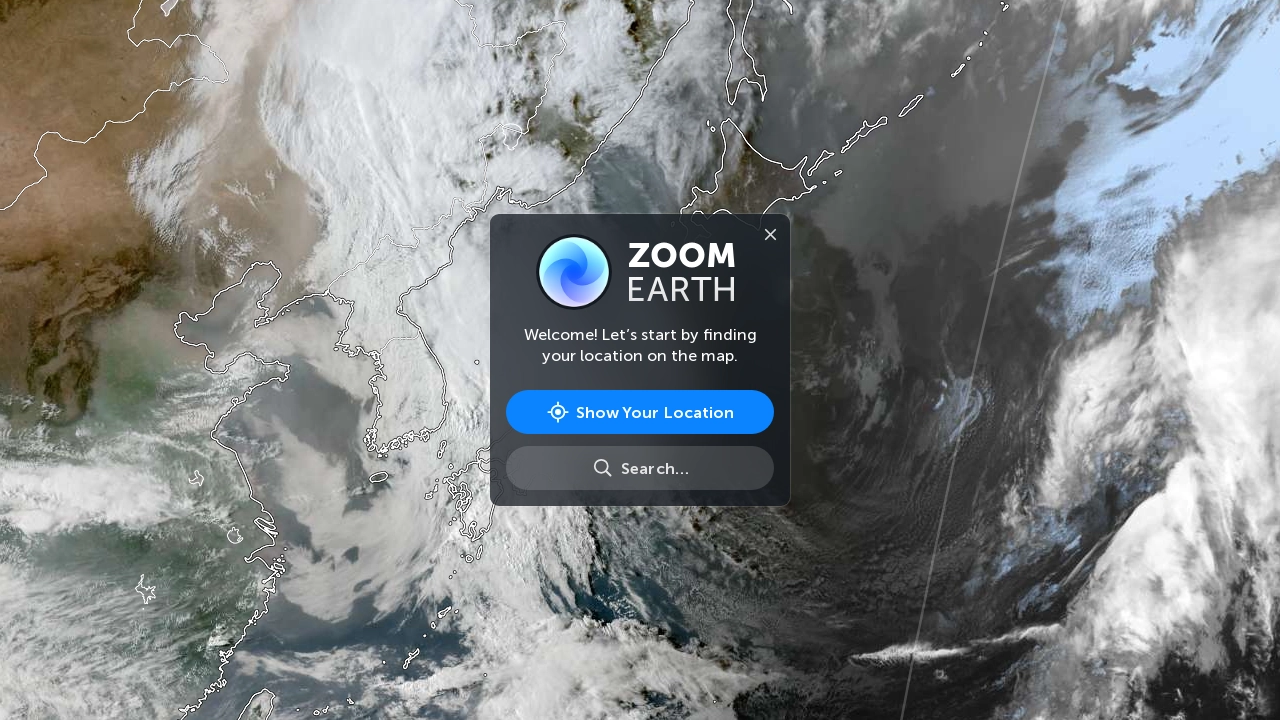 ZOOM
EARTH
Welcome! Let’s start by finding
your location on the map.
Show Your Location
Search...